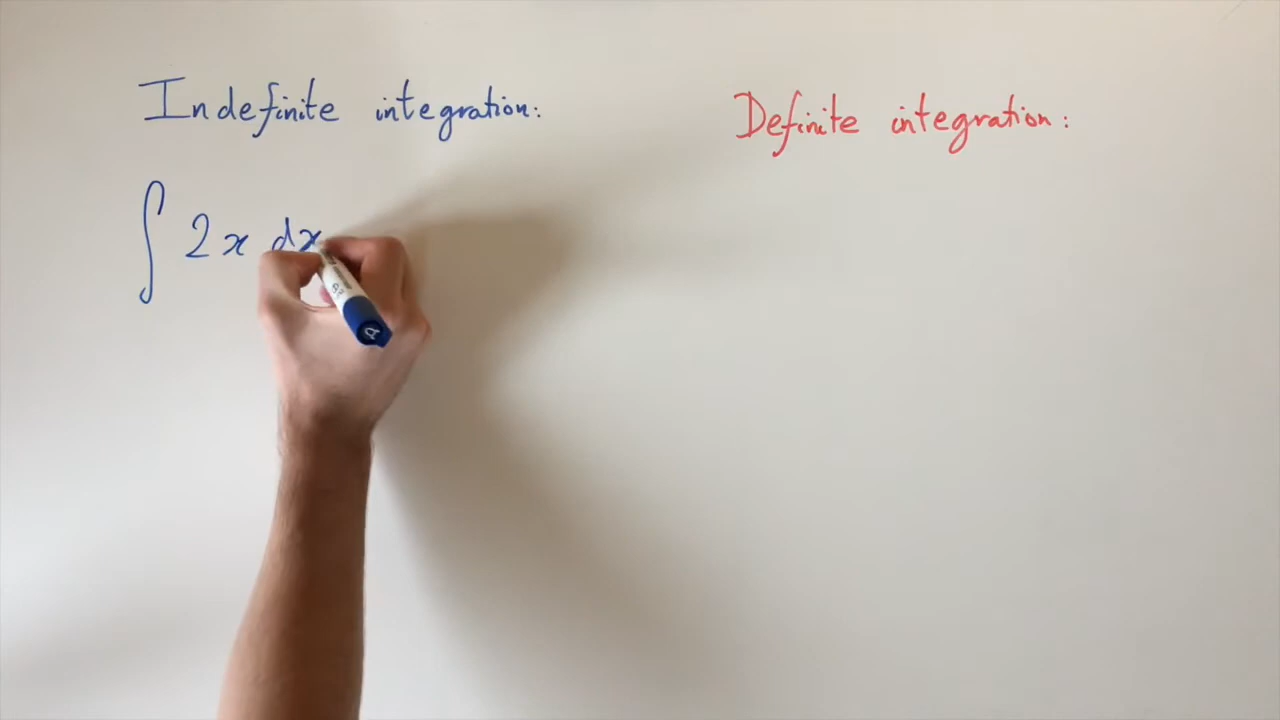 Indefinite integration:
Definite integration:
∫ 2x dx